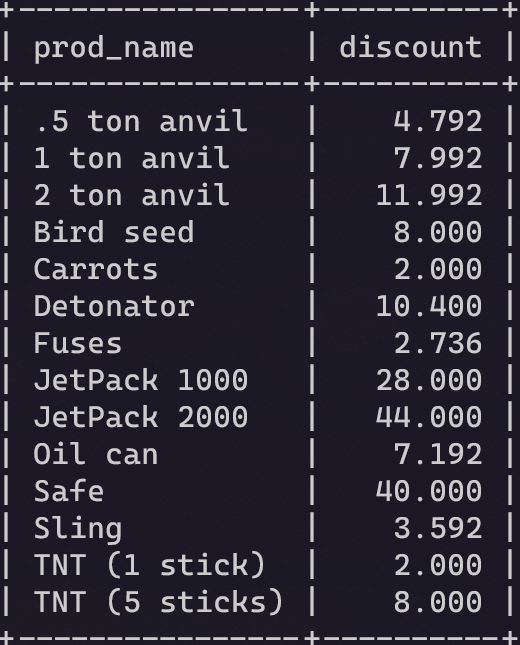 +----------------+----------+
| prod_name      | discount |
+----------------+----------+
| .5 ton anvil   |    4.792 |
| 1 ton anvil    |    7.992 |
| 2 ton anvil    |   11.992 |
| Bird seed      |    8.000 |
| Carrots        |    2.000 |
| Detonator      |   10.400 |
| Fuses          |    2.736 |
| JetPack 1000   |   28.000 |
| JetPack 2000   |   44.000 |
| Oil can        |    7.192 |
| Safe           |   40.000 |
| Sling          |    3.592 |
| TNT (1 stick)  |    2.000 |
| TNT (5 sticks) |    8.000 |
+----------------+----------+